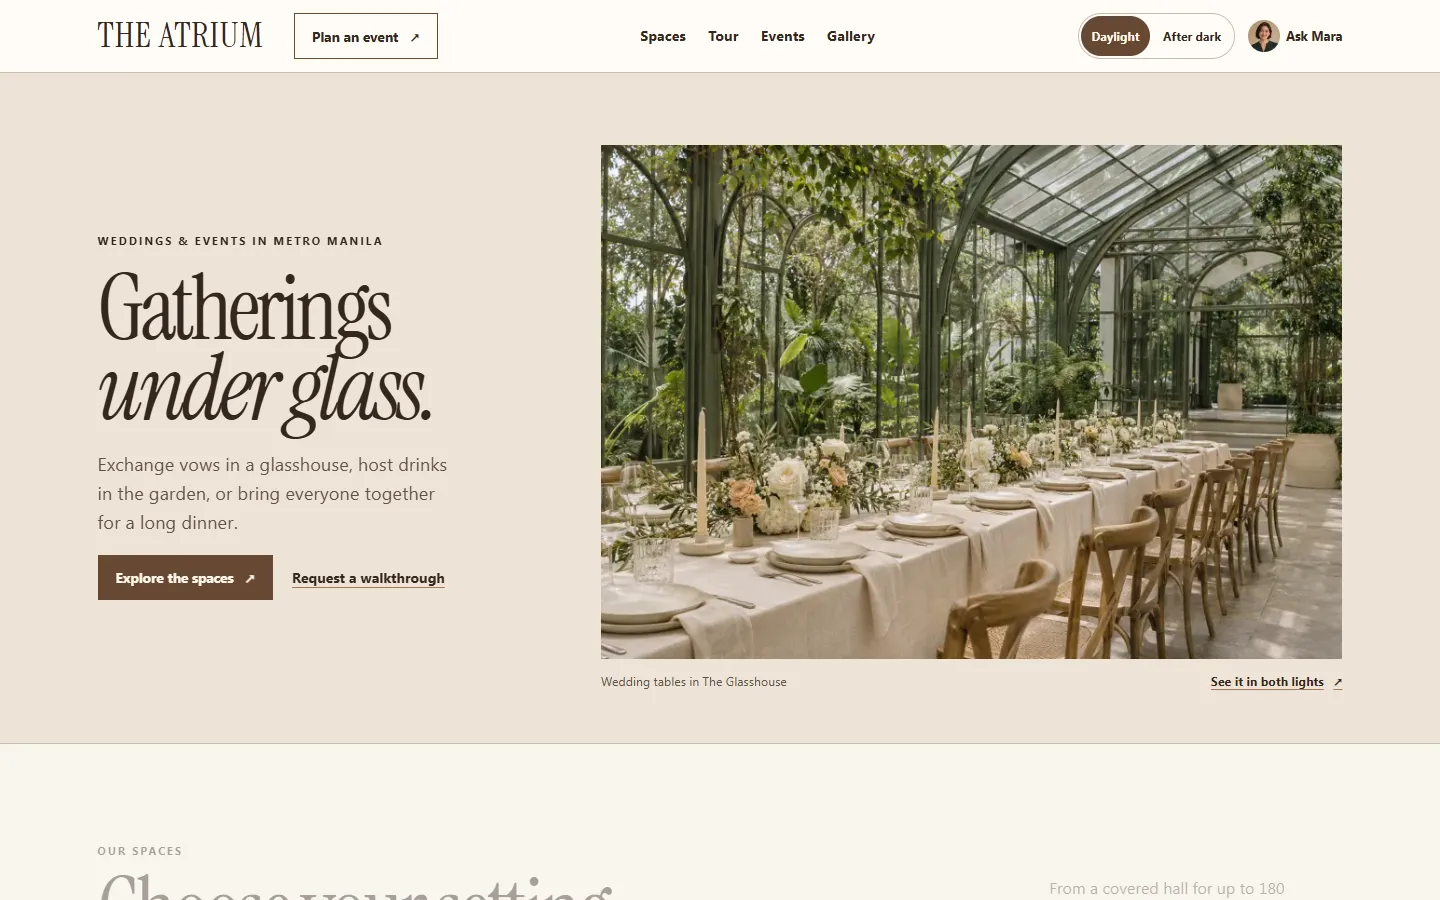 THE ATRIUM
Plan an event ↗
Spaces Tour Events Gallery
Daylight After dark
Ask Mara
WEDDINGS & EVENTS IN METRO MANILA
Gatherings
under glass.
Exchange vows in a glasshouse, host drinks
in the garden, or bring everyone together
for a long dinner.
Explore the spaces ↗
Request a walkthrough
Wedding tables in The Glasshouse
See it in both lights ↗
OUR SPACES
Choose your setting
From a covered hall for up to 180